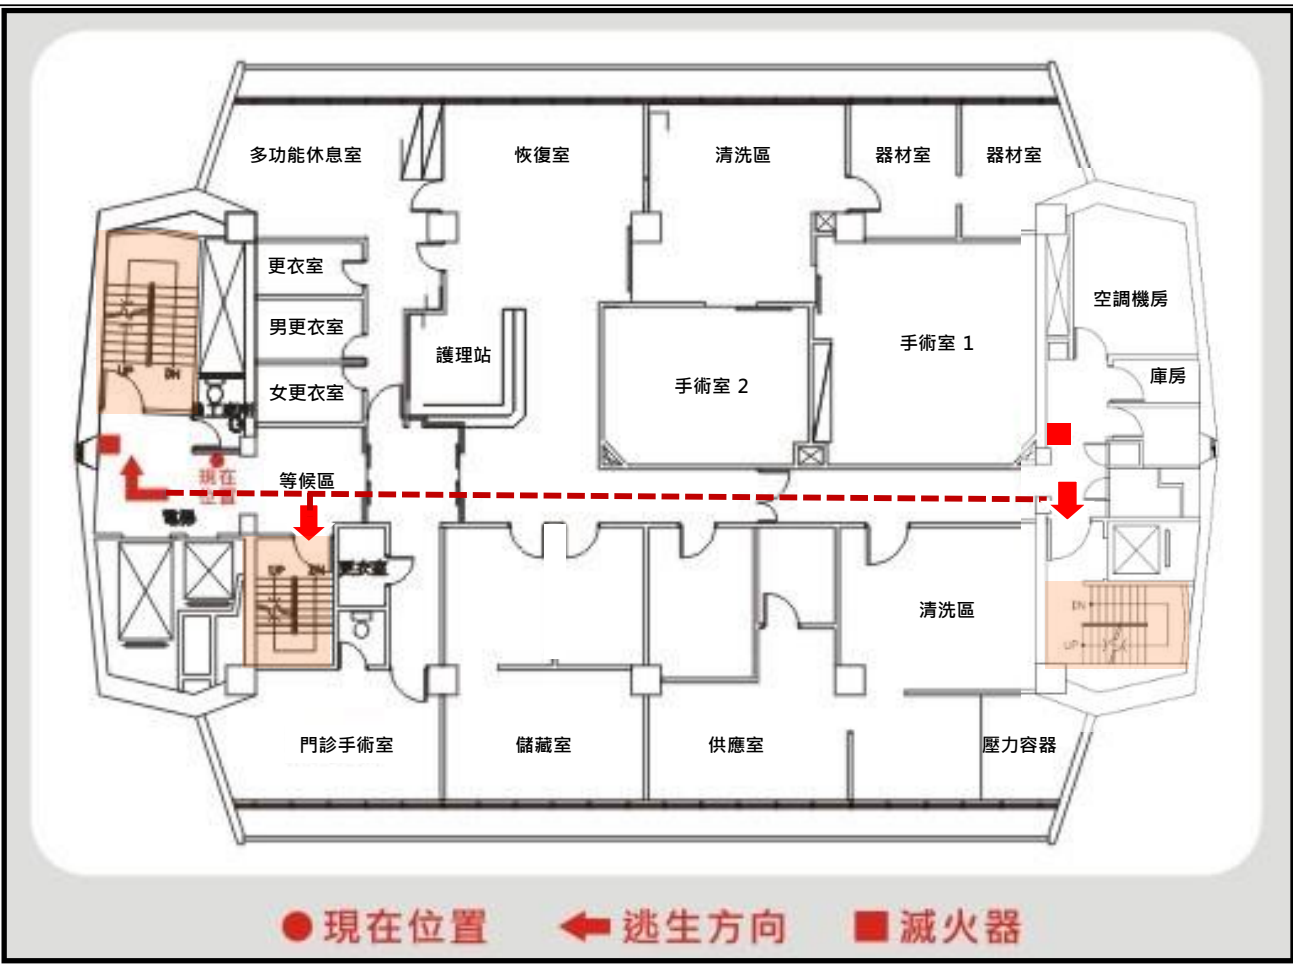 多功能休息室
恢復室
清洗區
器材室
器材室
更衣室
男更衣室
女更衣室
護理站
手術室 2
手術室 1
空調機房
庫房
UP
DN
現在
位置
等候區
電梯
UP
DN
更衣室
清洗區
DN
UP
門診手術室
儲藏室
供應室
壓力容器
現在位置
逃生方向
滅火器